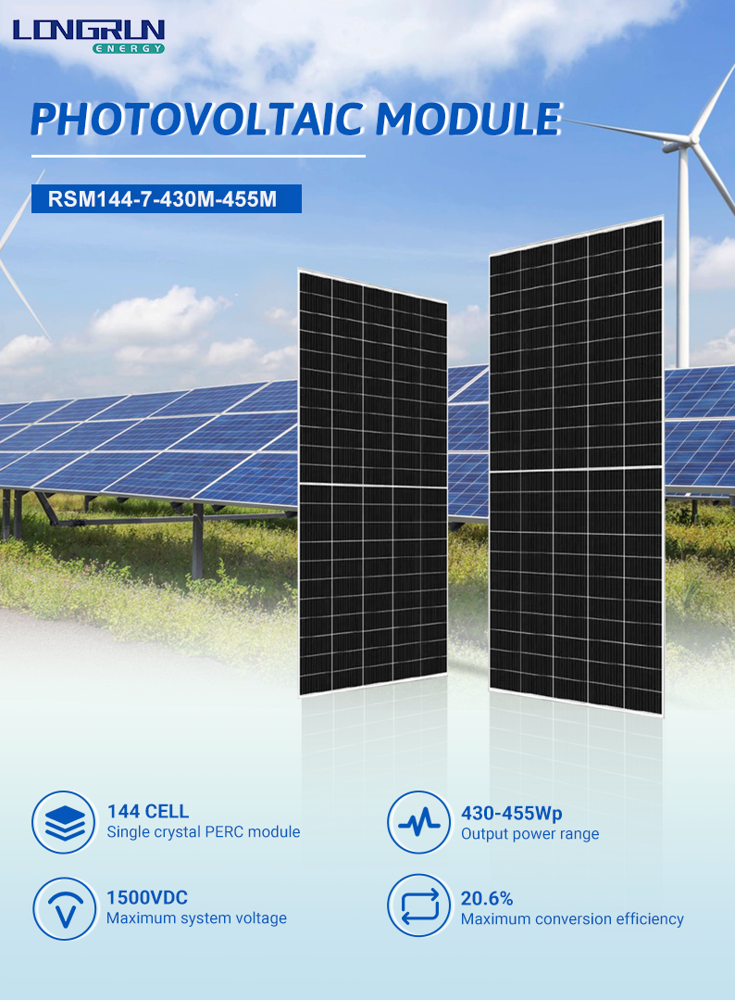 LONGRUN
ENERGY
PHOTOVOLTAIC MODULE
RSM144-7-430M-455M
144 CELL
Single crystal PERC module
430-455Wp
Output power range
1500VDC
Maximum system voltage
20.6%
Maximum conversion efficiency